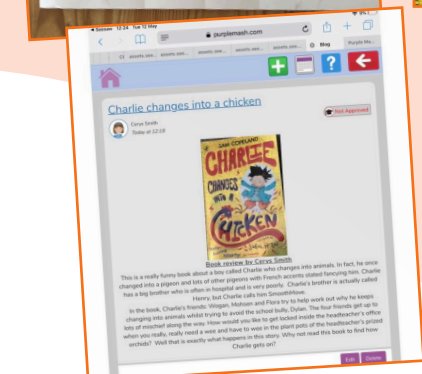 12:24 Tue 12 May
purplemash.com
Blog
Purple Ma...
Charlie changes into a chicken
Cerys Smith
Today at 12:19
Not Approved
SAM COPELAND
CHARLIE
CHANGES
INTO A
CHICKEN
Book review by Cerys Smith
This is a really funny book about a boy called Charlie who changes into animals. In fact, he once
changed into a pigeon and lots of other pigeons with French accents stated fancying him. Charlie
has a big brother who is often in hospital and is very poorly. Charlie's brother is actually called
Henry, but Charlie calls him SmoothMove.
In the book, Charlie's friends: Wogan, Mohsen and Flora try to help work out why he keeps
changing into animals whilst trying to avoid the school bully, Dylan. The four friends get up to
lots of mischief along the way. How would you like to get locked inside the headteacher's office
when you really, really need a wee and have to wee in the plant pots of the headteacher's prized
orchids? Well that is exactly what happens in this story. Why not read this book to find how
Charlie gets on?
Edit
Delete